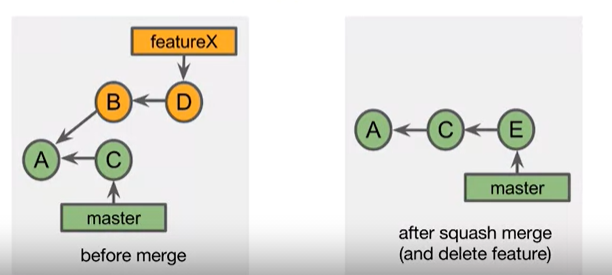 featureX
B
D
A
C
master
before merge
A
C
E
master
after squash merge
(and delete feature)